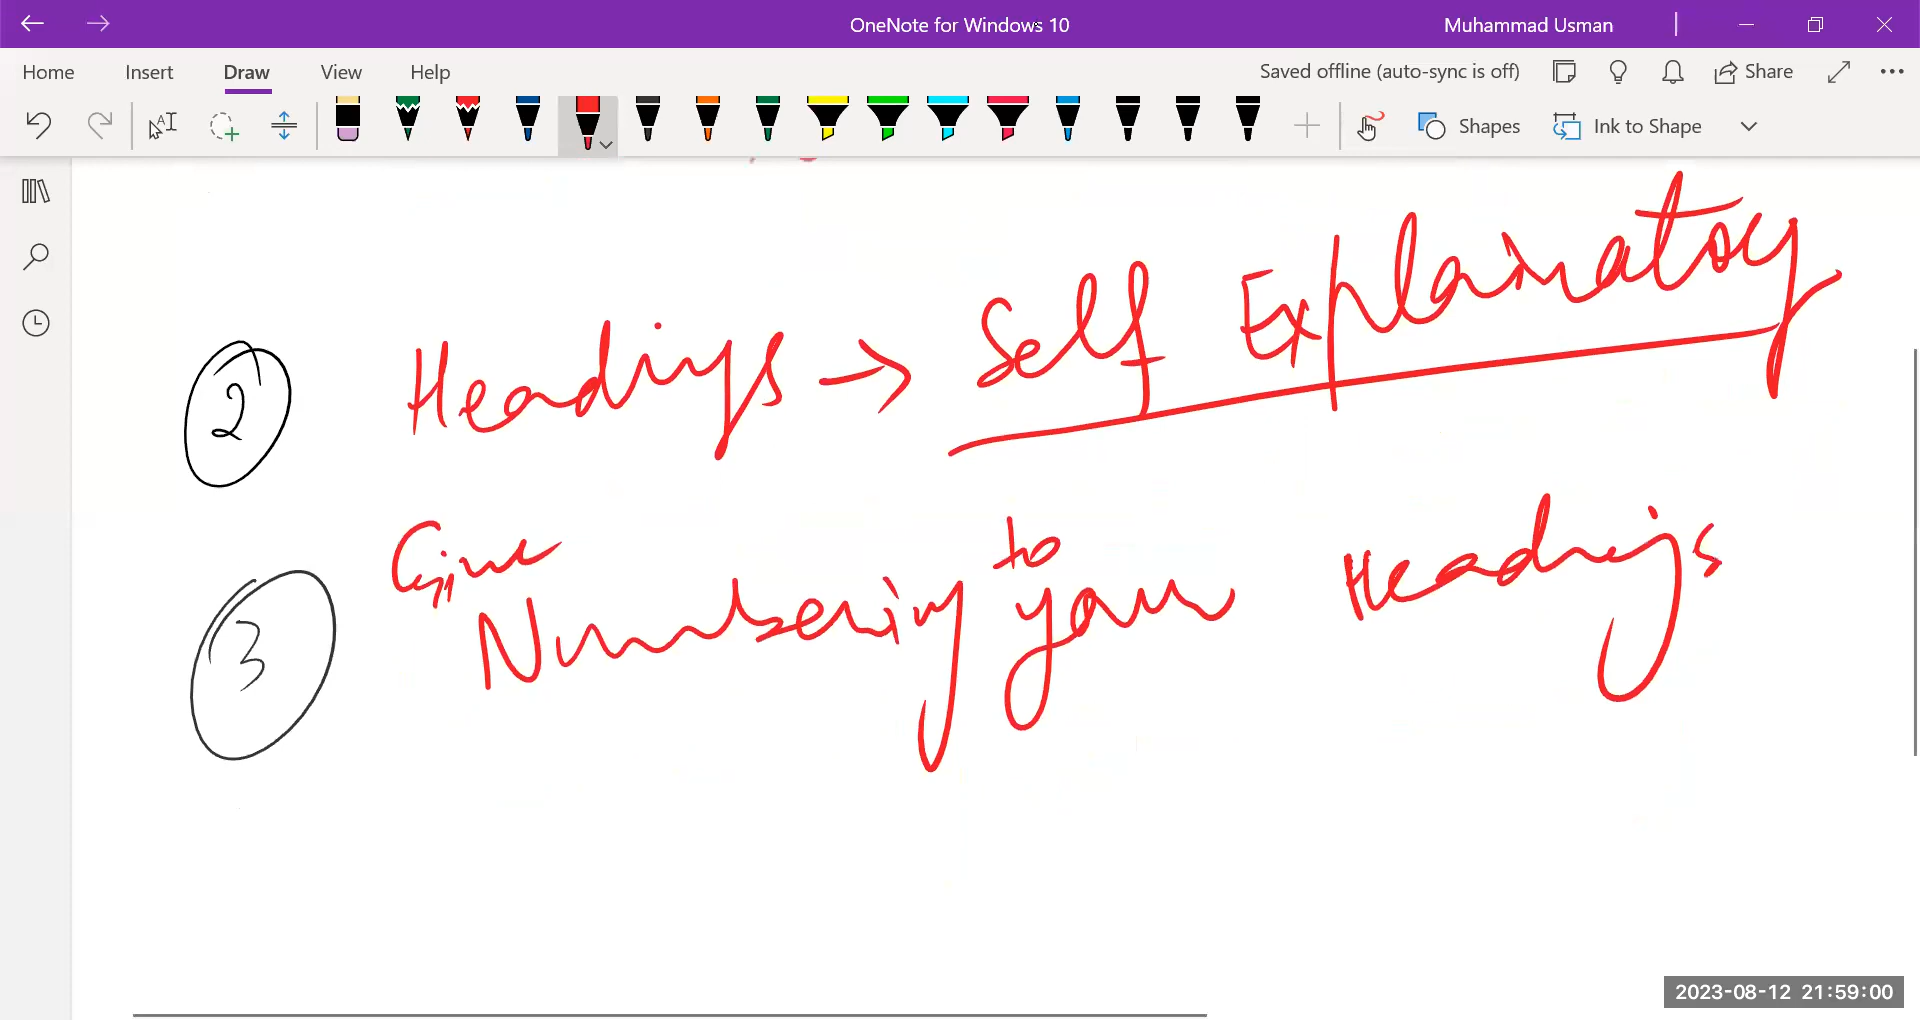 OneNote for Windows 10
Muhammad Usman
Home Insert Draw View Help
Saved offline (auto-sync is off) Share
Shapes Ink to Shape
2 Headings → Self Explanatory
3 Give Numbering to your Headings
2023-08-12 21:59:00